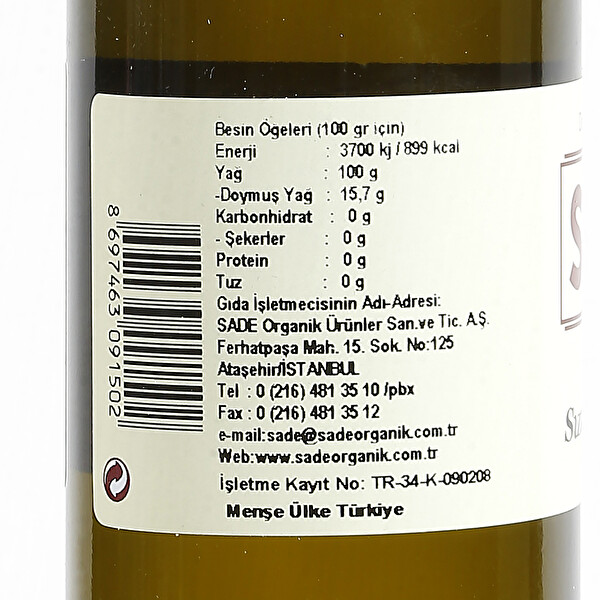 Besin Ögeleri (100 gr için)
Enerji : 3700 kj / 899 kcal
Yağ : 100 g
-Doymuş Yağ : 15,7 g
Karbonhidrat : 0 g
- Şekerler : 0 g
Protein : 0 g
Tuz : 0 g
Gıda İşletmecisinin Adı-Adresi:
SADE Organik Ürünler San.ve Tic. A.Ş.
Ferhatpaşa Mah. 15. Sok. No:125
Ataşehir/İSTANBUL
Tel : 0 (216) 481 35 10 /pbx
Fax : 0 (216) 481 35 12
e-mail:sade@sadeorganik.com.tr
Web:www.sadeorganik.com.tr
İşletme Kayıt No: TR-34-K-090208
Menşe Ülke Türkiye
8 697463 091502